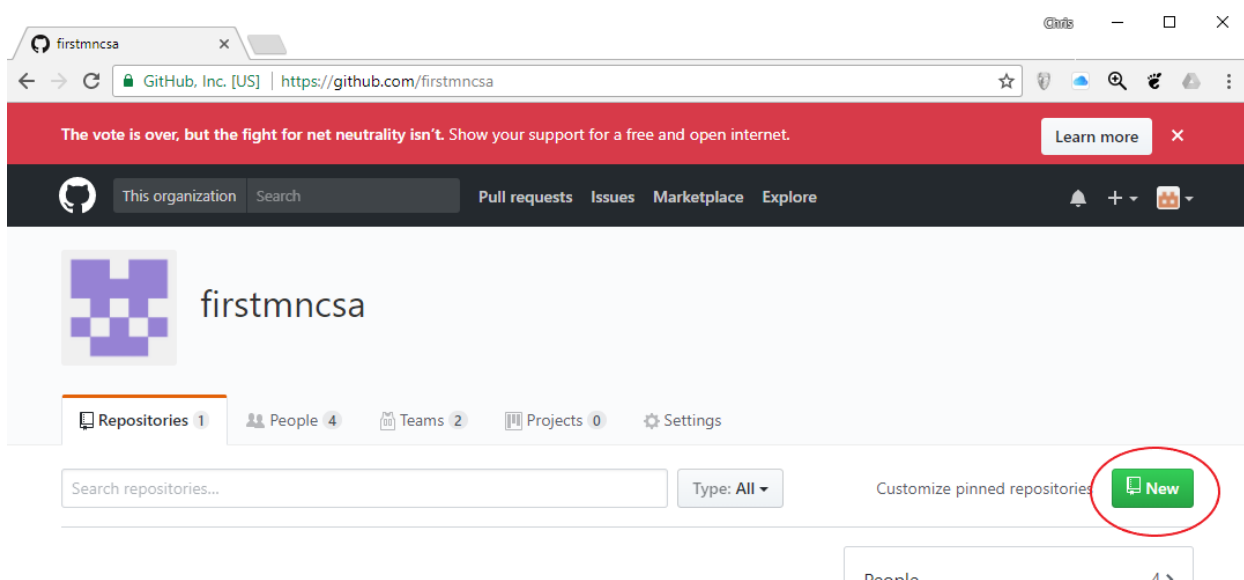 Chris
firstmncsa
GitHub, Inc. [US] | https://github.com/firstmncsa
The vote is over, but the fight for net neutrality isn't. Show your support for a free and open internet. Learn more
This organization Search Pull requests Issues Marketplace Explore
firstmncsa
Repositories 1 People 4 Teams 2 Projects 0 Settings
Search repositories... Type: All Customize pinned repositories New
People 4